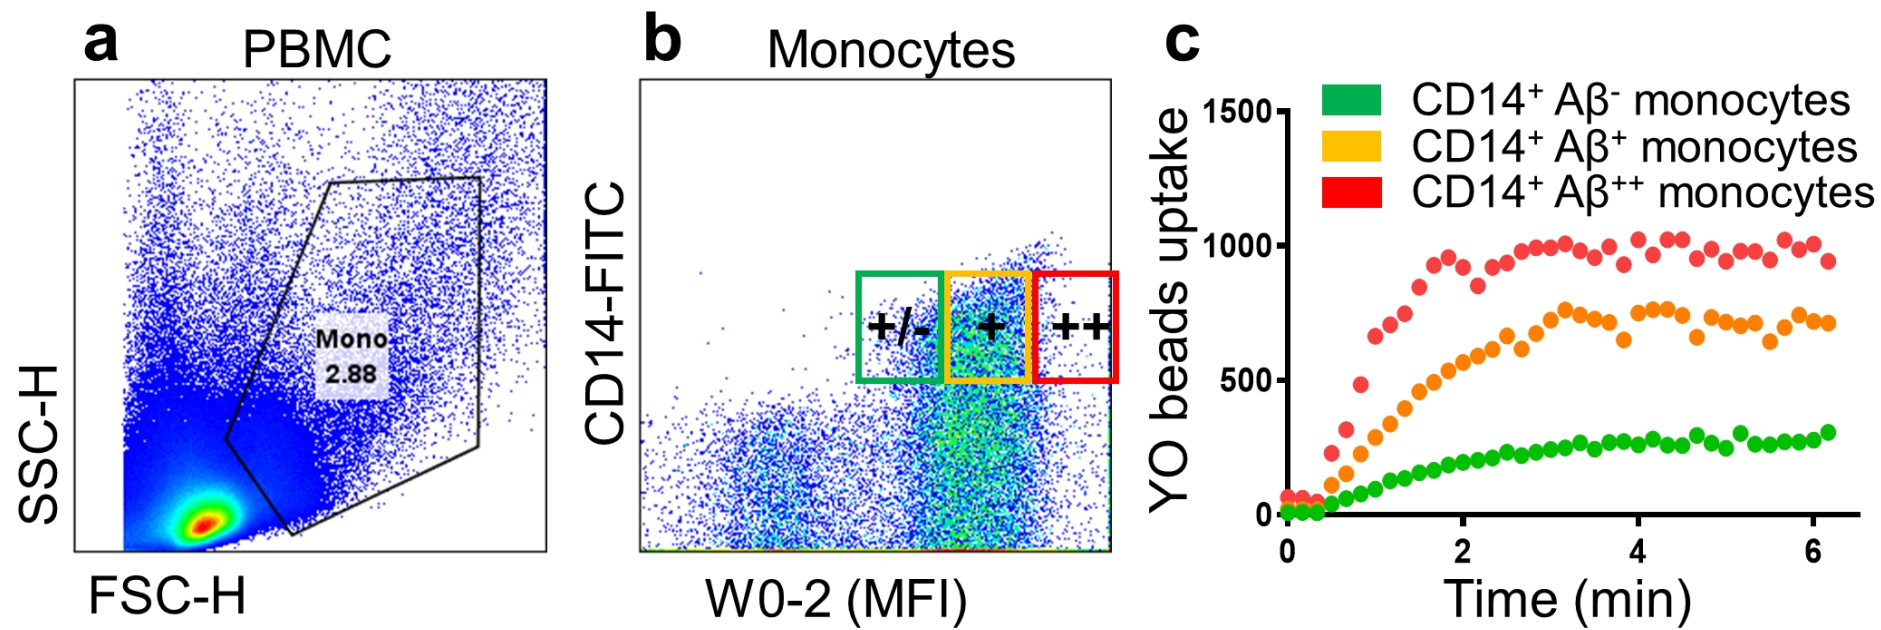 a
PBMC
SSC-H
Mono
2.88
FSC-H
b
Monocytes
CD14-FITC
+/-
+
++
W0-2 (MFI)
c
CD14⁺ Aβ⁻ monocytes
CD14⁺ Aβ⁺ monocytes
CD14⁺ Aβ⁺⁺ monocytes
YO beads uptake
1500
1000
500
0
0 2 4 6
Time (min)